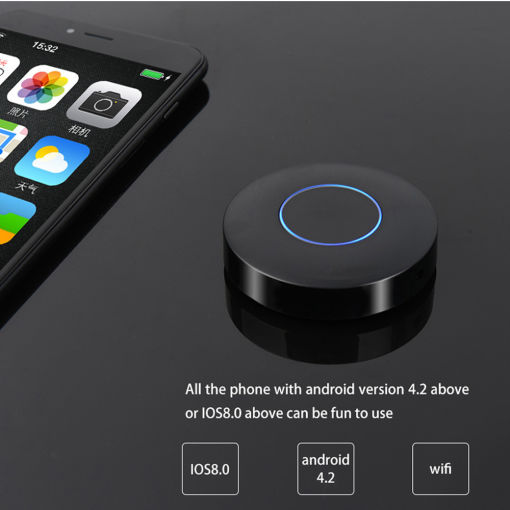 15:32
照片
相机
天气
All the phone with android version 4.2 above
or IOS8.0 above can be fun to use
IOS8.0
android
4.2
wifi